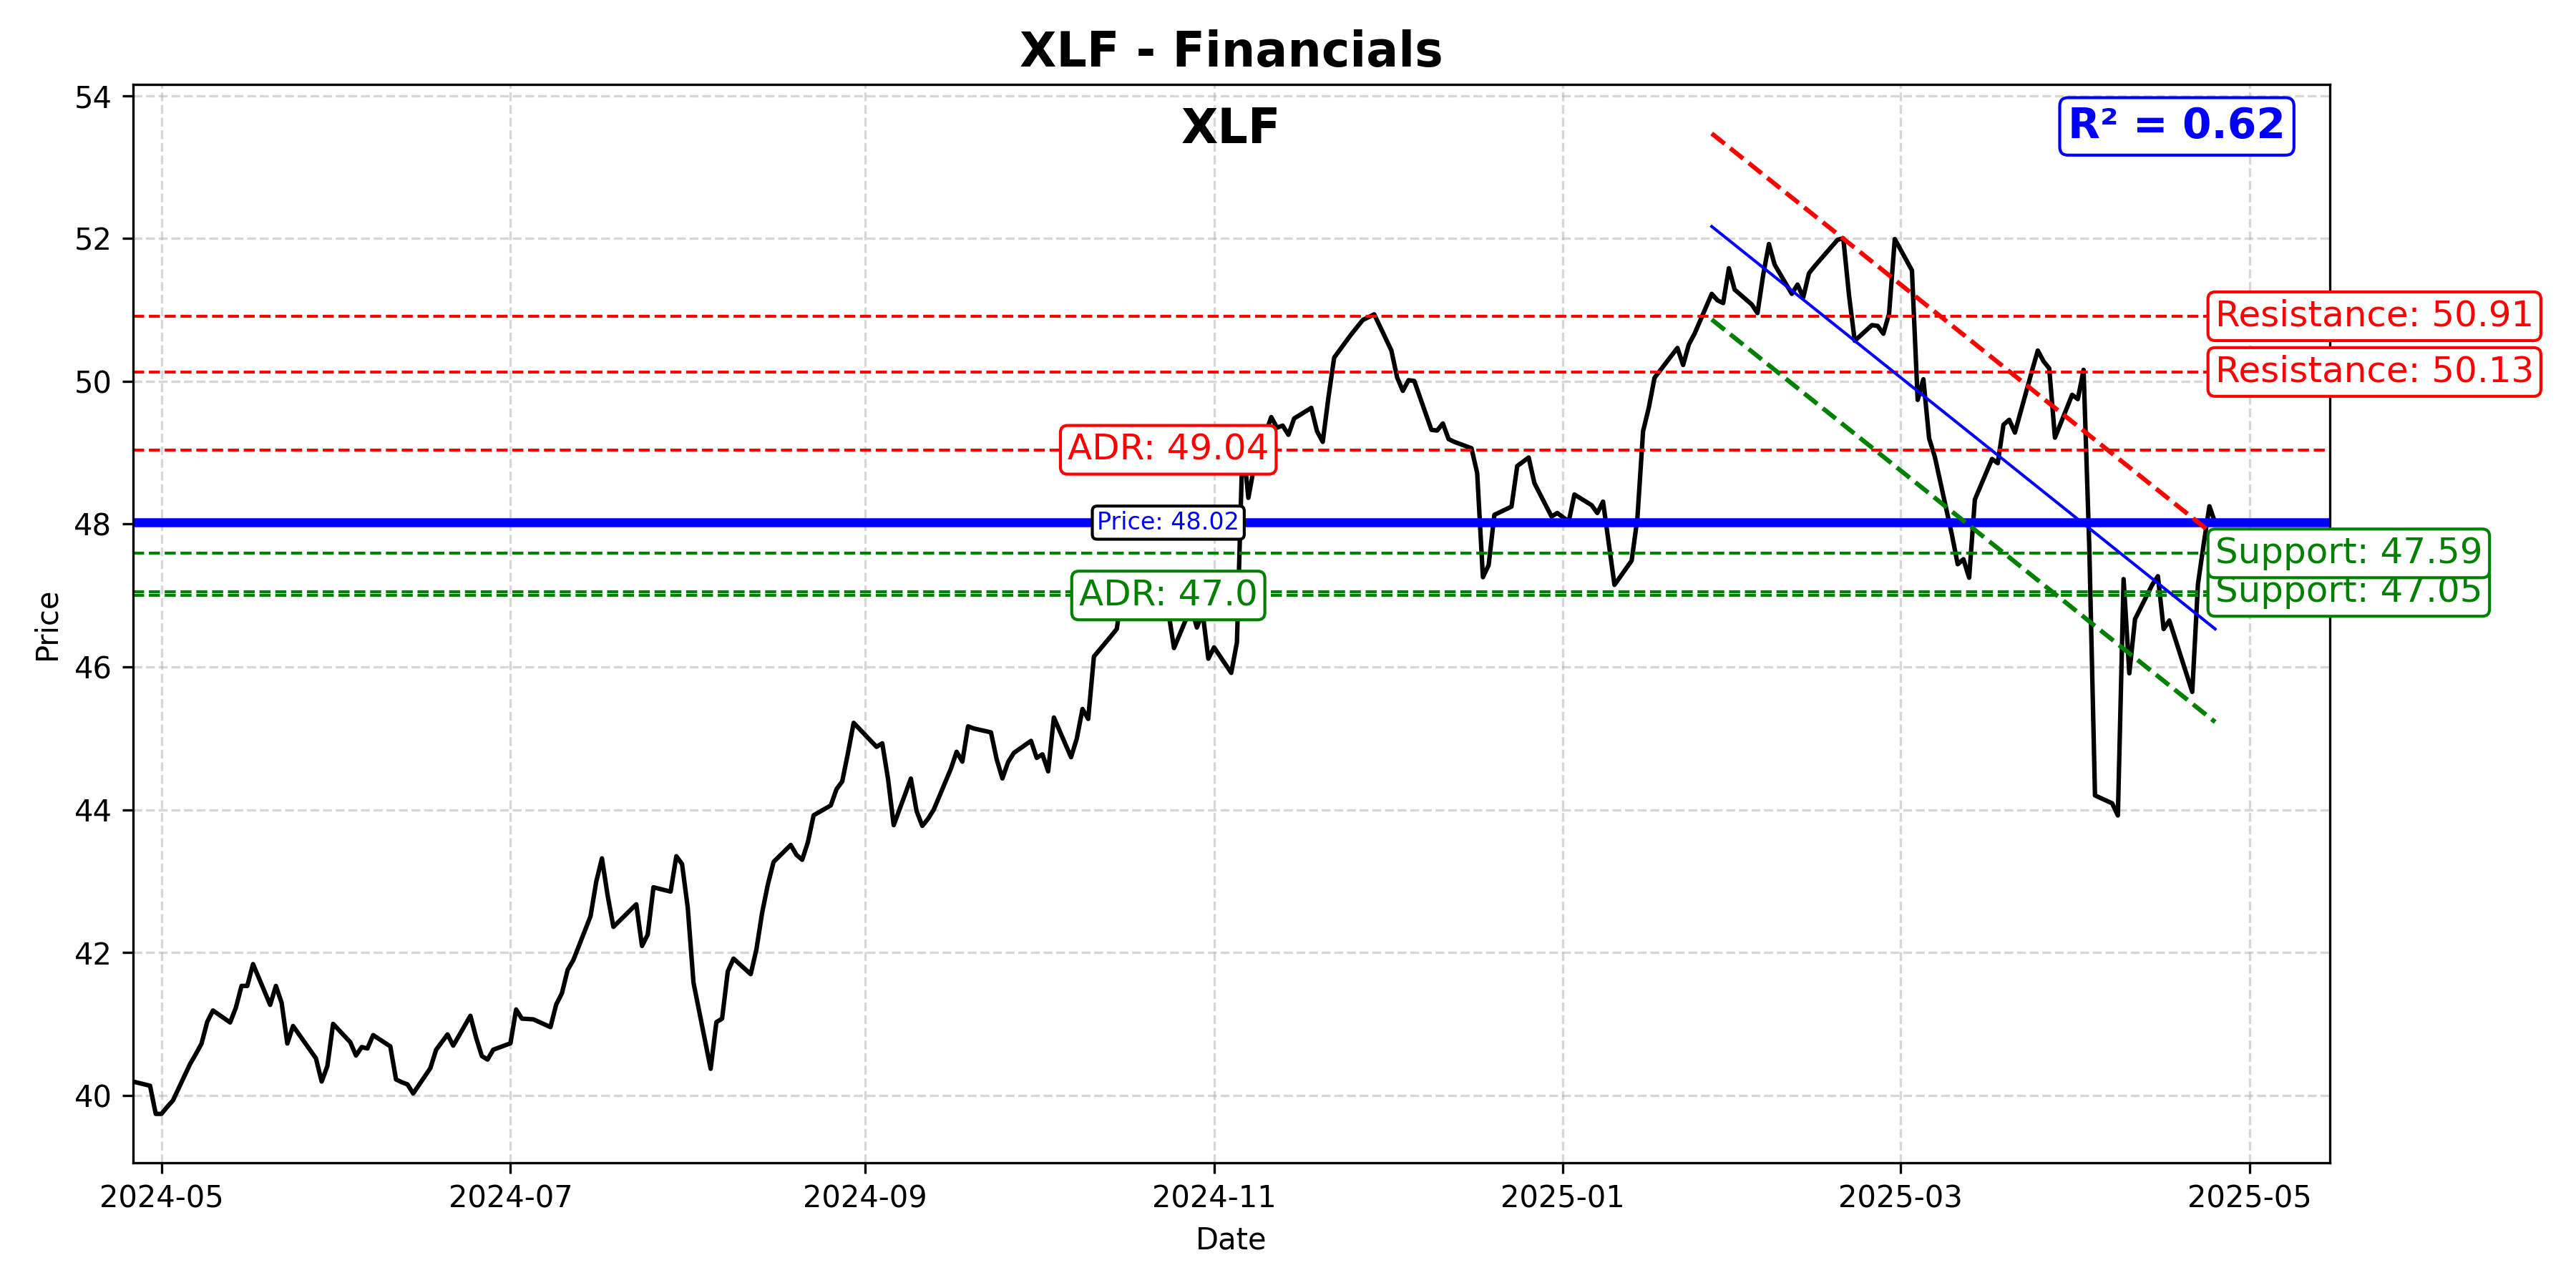 XLF - Financials
XLF
R² = 0.62
54
52
50
48
46
44
42
40
Price
Resistance: 50.91
Resistance: 50.13
ADR: 49.04
Price: 48.02
Support: 47.59
ADR: 47.0
Support: 47.05
2024-05
2024-07
2024-09
2024-11
2025-01
2025-03
2025-05
Date